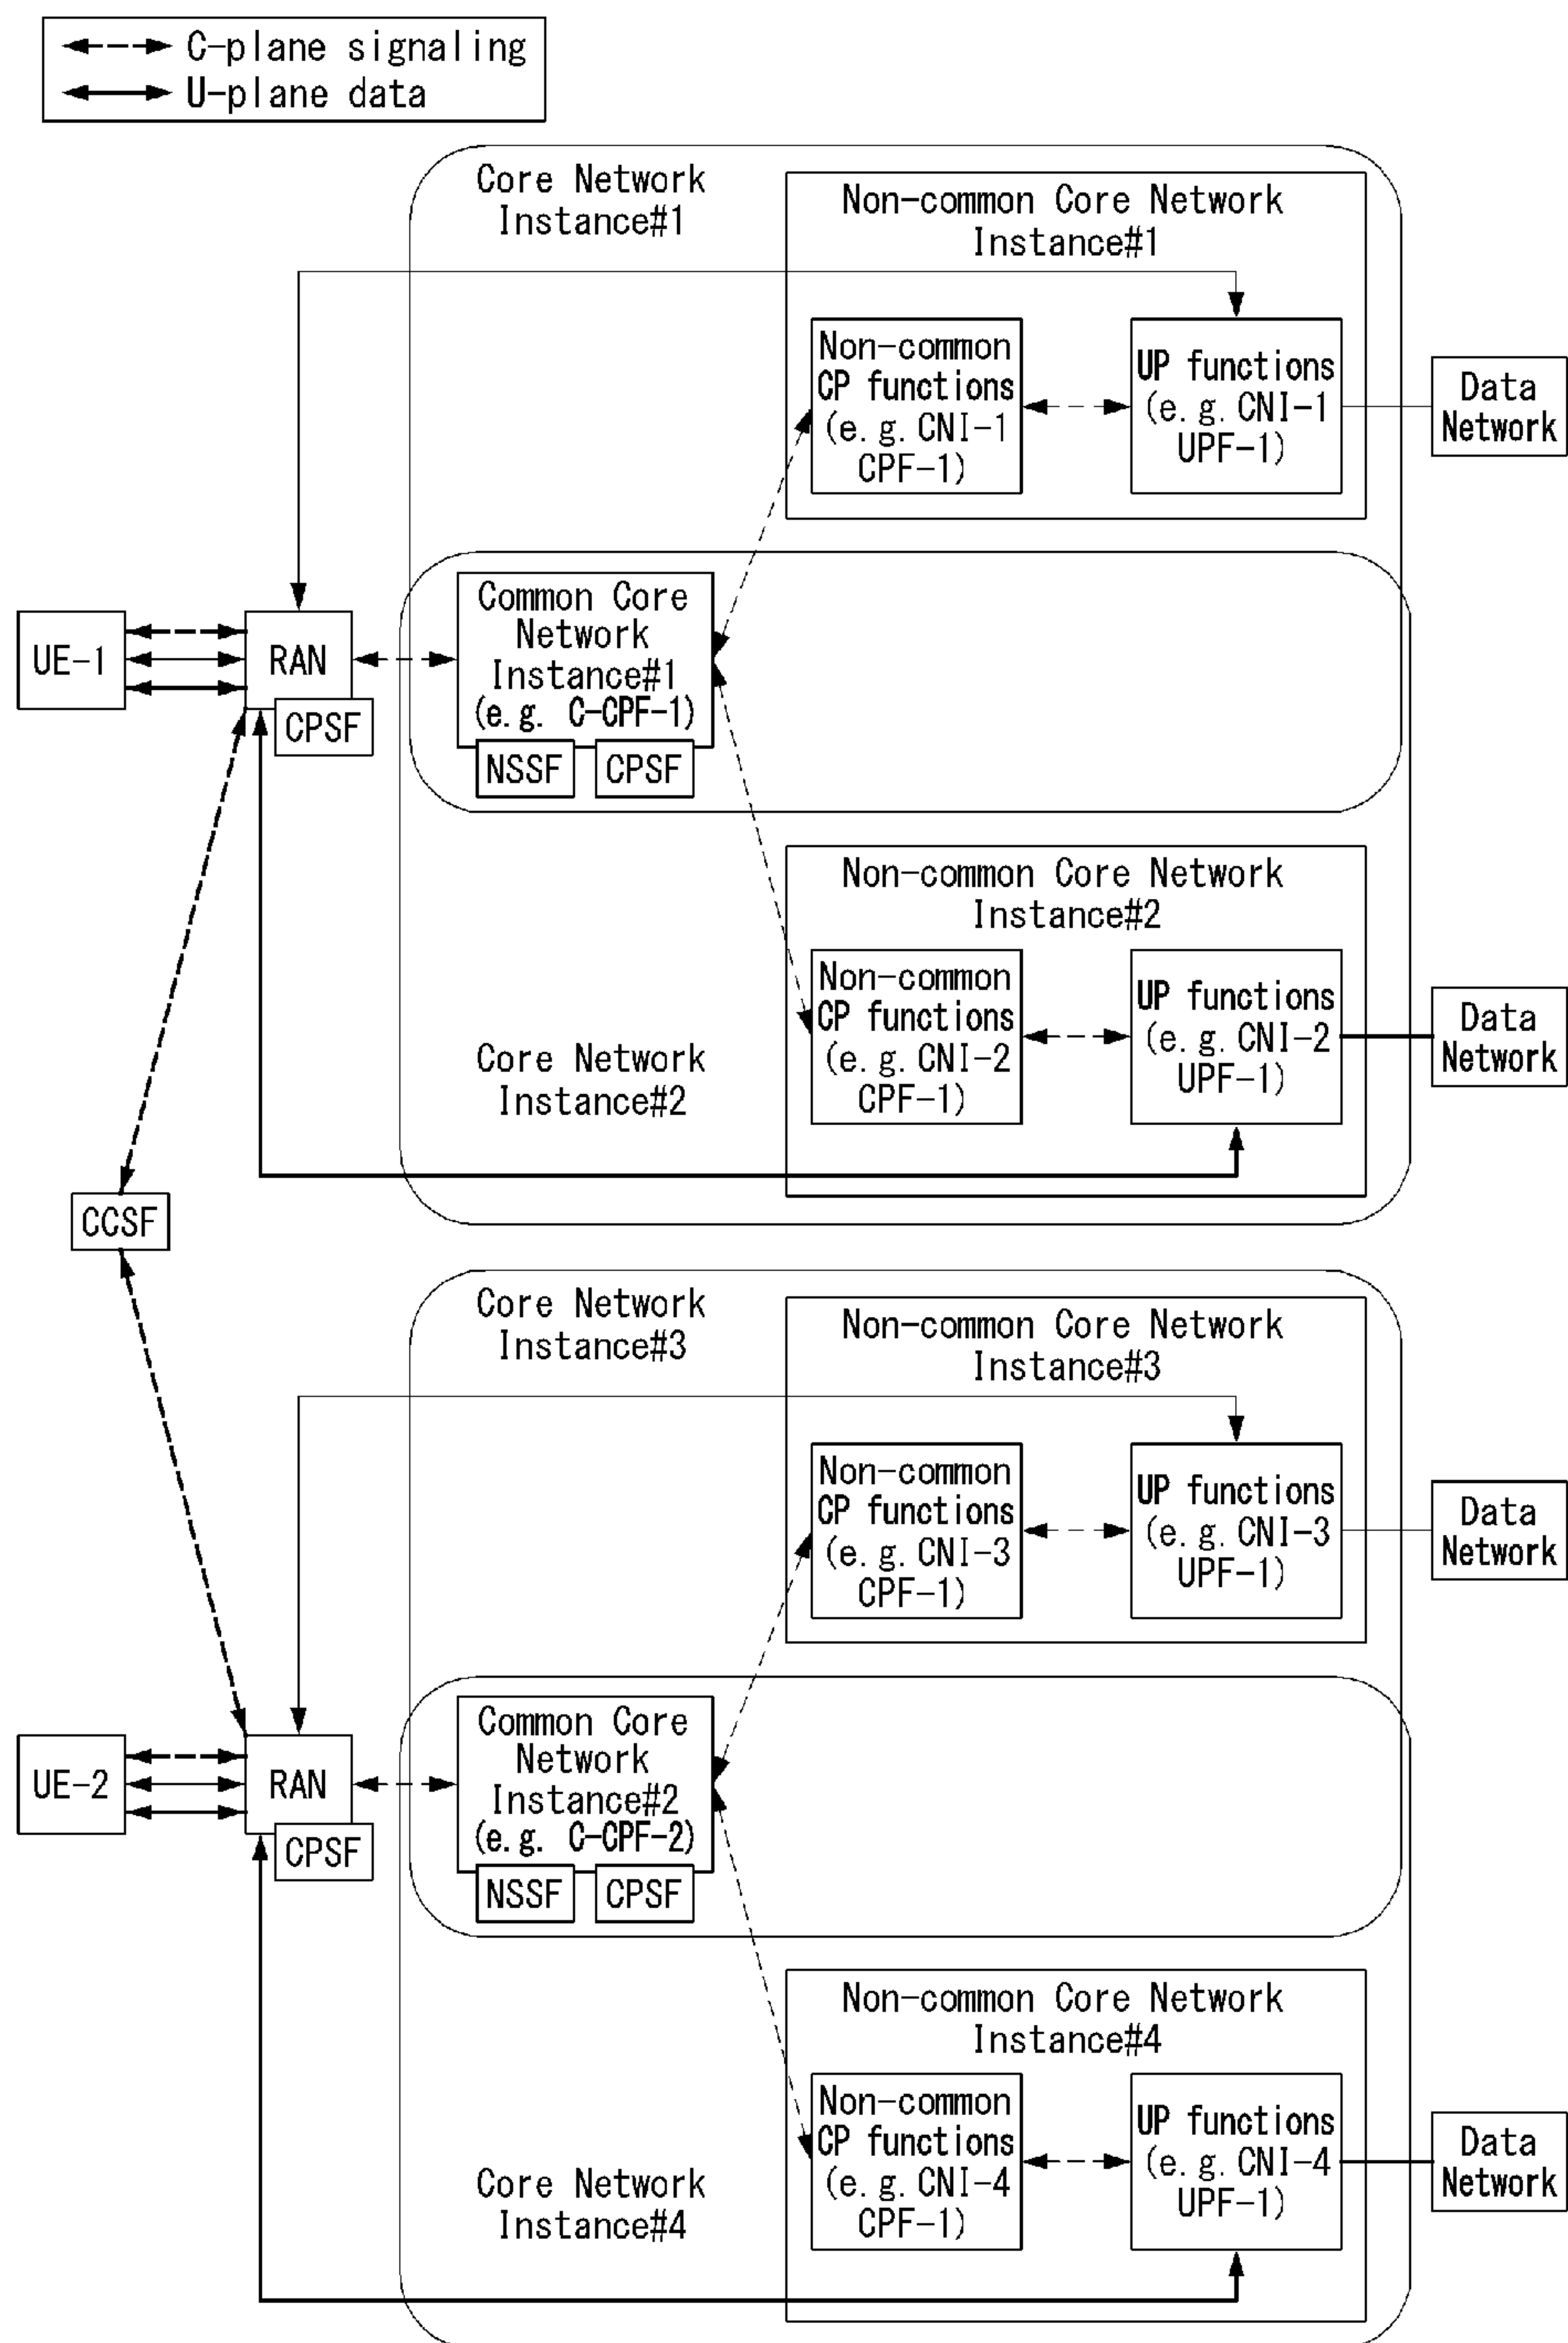 C-plane signaling
U-plane data
Core Network
Instance#1
Non-common Core Network
Instance#1
Non-common
CP functions
(e.g. CNI-1
CPF-1)
UP functions
(e.g. CNI-1
UPF-1)
Data
Network
UE-1
RAN
CPSF
Common Core
Network
Instance#1
(e.g. C-CPF-1)
NSSF
CPSF
Non-common Core Network
Instance#2
Non-common
CP functions
(e.g. CNI-2
CPF-1)
UP functions
(e.g. CNI-2
UPF-1)
Data
Network
Core Network
Instance#2
CCSF
Core Network
Instance#3
Non-common Core Network
Instance#3
Non-common
CP functions
(e.g. CNI-3
CPF-1)
UP functions
(e.g. CNI-3
UPF-1)
Data
Network
UE-2
RAN
CPSF
Common Core
Network
Instance#2
(e.g. C-CPF-2)
NSSF
CPSF
Non-common Core Network
Instance#4
Non-common
CP functions
(e.g. CNI-4
CPF-1)
UP functions
(e.g. CNI-4
UPF-1)
Data
Network
Core Network
Instance#4